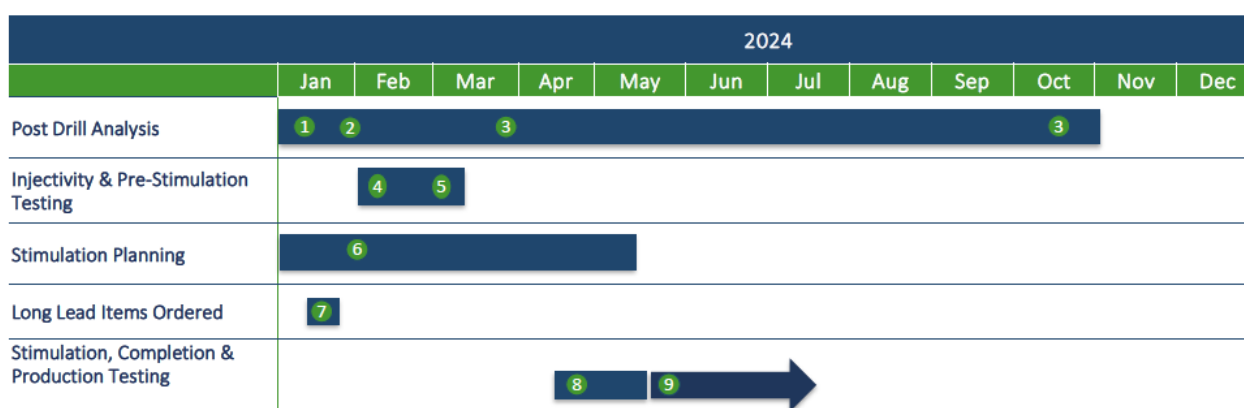 2024
Jan Feb Mar Apr May Jun Jul Aug Sep Oct Nov Dec
Post Drill Analysis
1 2 3 3
Injectivity & Pre-Stimulation
Testing
4 5
Stimulation Planning
6
Long Lead Items Ordered
7
Stimulation, Completion &
Production Testing
8 9